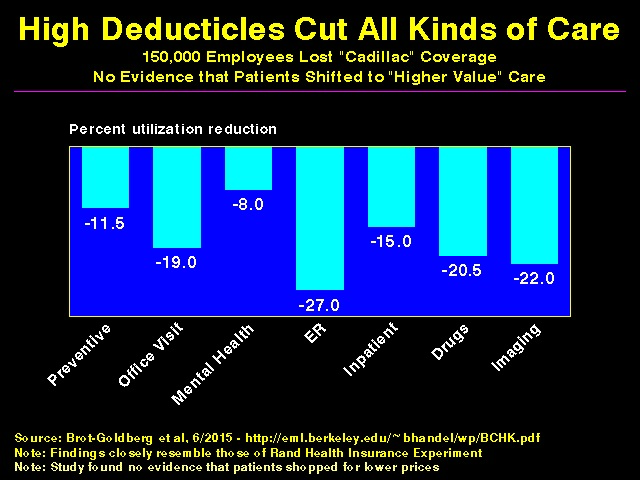 High Deducticles Cut All Kinds of Care
150,000 Employees Lost "Cadillac" Coverage
No Evidence that Patients Shifted to "Higher Value" Care
Percent utilization reduction
-11.5
-19.0
-8.0
-27.0
-15.0
-20.5
-22.0
Preventive
Office Visit
Mental Health
ER
Inpatient
Drugs
Imaging
Source: Brot-Goldberg et al, 6/2015 - http://eml.berkeley.edu/~bhandel/wp/BCHK.pdf
Note: Findings closely resemble those of Rand Health Insurance Experiment
Note: Study found no evidence that patients shopped for lower prices